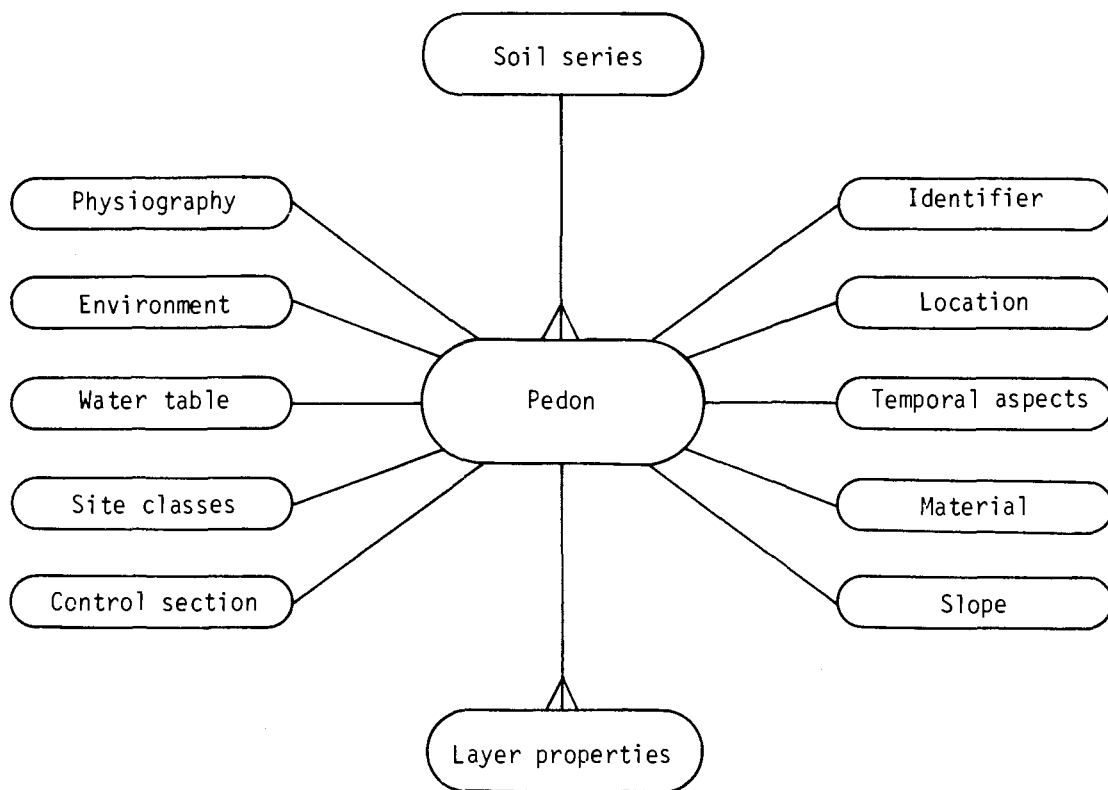 Soil series
Physiography
Identifier
Environment
Location
Water table
Pedon
Temporal aspects
Site classes
Material
Control section
Slope
Layer properties